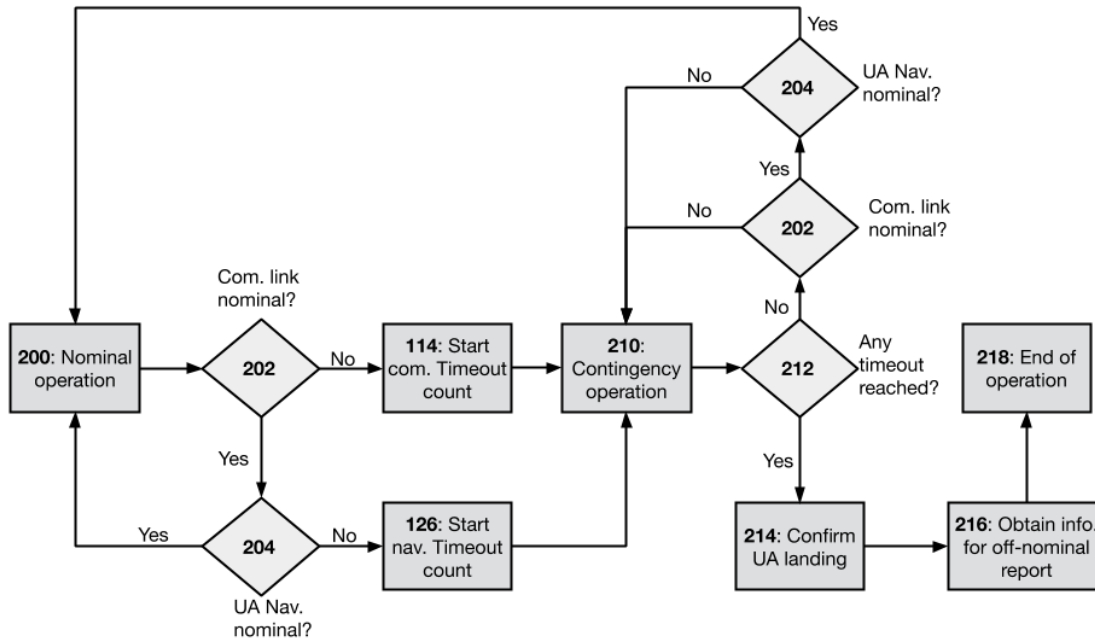 Yes
No
204
UA Nav.
nominal?
Yes
No
202
Com. link
nominal?
Com. link
nominal?
No
200: Nominal
operation
202
No
114: Start
com. Timeout
count
210:
Contingency
operation
212
Any
timeout
reached?
218: End of
operation
Yes
Yes
Yes
204
No
126: Start
nav. Timeout
count
214: Confirm
UA landing
216: Obtain info.
for off-nominal
report
UA Nav.
nominal?